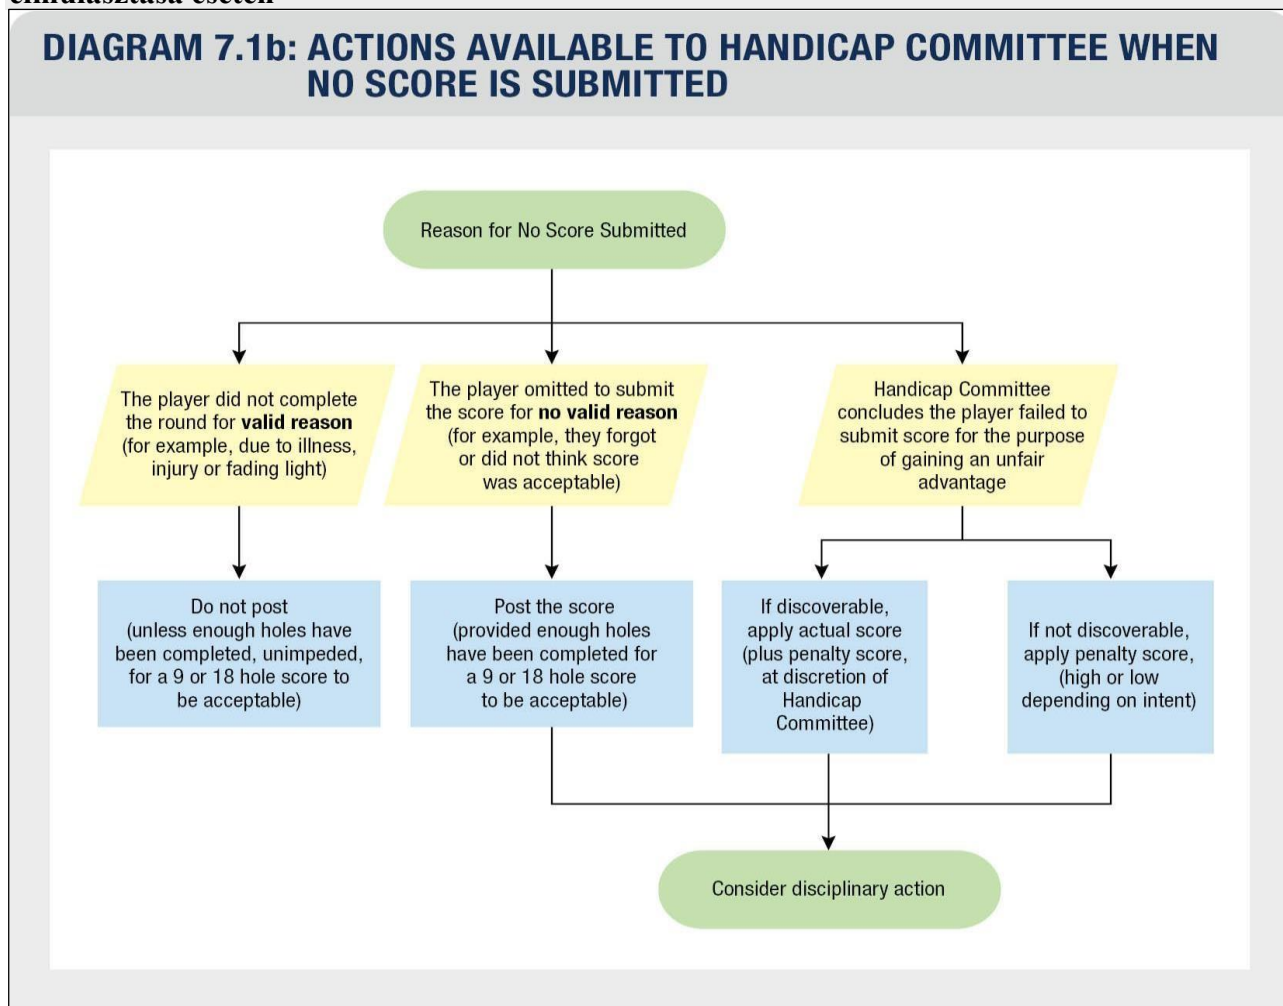 elmulasztása esetén
DIAGRAM 7.1b: ACTIONS AVAILABLE TO HANDICAP COMMITTEE WHEN
NO SCORE IS SUBMITTED
Reason for No Score Submitted
The player did not complete
the round for valid reason
(for example, due to illness,
injury or fading light)
The player omitted to submit
the score for no valid reason
(for example, they forgot
or did not think score
was acceptable)
Handicap Committee
concludes the player failed to
submit score for the purpose
of gaining an unfair
advantage
Do not post
(unless enough holes have
been completed, unimpeded,
for a 9 or 18 hole score to
be acceptable)
Post the score
(provided enough holes
have been completed for
a 9 or 18 hole score
to be acceptable)
If discoverable,
apply actual score
(plus penalty score,
at discretion of
Handicap
Committee)
If not discoverable,
apply penalty score,
(high or low
depending on intent)
Consider disciplinary action